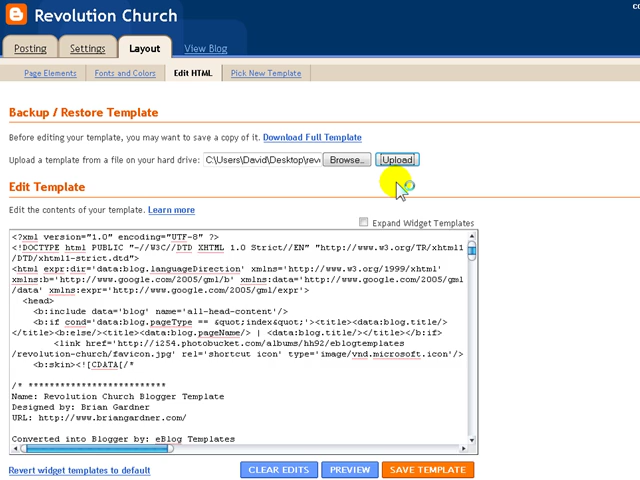 Revolution Church
Posting Settings Layout View Blog
Page Elements Fonts and Colors Edit HTML Pick New Template
Backup / Restore Template
Before editing your template, you may want to save a copy of it. Download Full Template
Upload a template from a file on your hard drive: C:\Users\David\Desktop\rev Browse... Upload
Edit Template
Edit the contents of your template. Learn more
Expand Widget Templates
<?xml version="1.0" encoding="UTF-8" ?>
<!DOCTYPE html PUBLIC "-//W3C//DTD XHTML 1.0 Strict//EN" "http://www.w3.org/TR/xhtml1
/DTD/xhtml1-strict.dtd">
<html expr:dir='data:blog.languageDirection' xmlns='http://www.w3.org/1999/xhtml'
xmlns:b='http://www.google.com/2005/gml/b' xmlns:data='http://www.google.com/2005/gml
/data' xmlns:expr='http://www.google.com/2005/gml/expr'>
<head>
<b:include data='blog' name='all-head-content'/>
<b:if cond='data:blog.pageType == &quot;index&quot;'><title><data:blog.title/>
</title><b:else/><title><data:blog.pageName/> | <data:blog.title/></title></b:if>
<link href='http://i254.photobucket.com/albums/hh92/eblogtemplates
/revolution-church/favicon.jpg' rel='shortcut icon' type='image/vnd.microsoft.icon'/>
<b:skin><![CDATA[/*
/* **************************
Name: Revolution Church Blogger Template
Designed by: Brian Gardner
URL: http://www.briangardner.com/
Converted into Blogger by: eBlog Templates
Revert widget templates to default CLEAR EDITS PREVIEW SAVE TEMPLATE